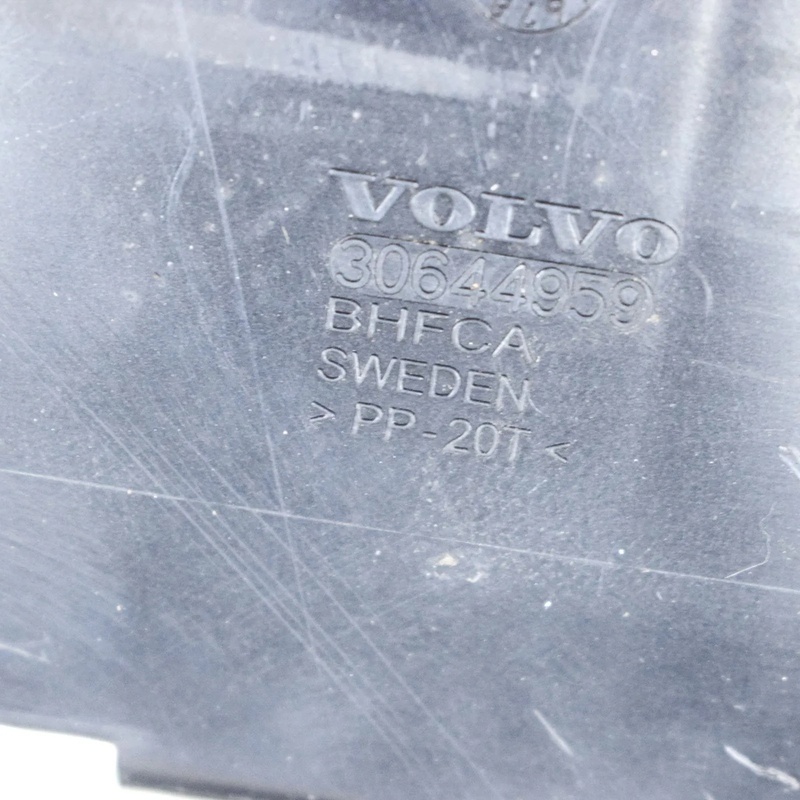 VOLVO
30644959
BHFCA
SWEDEN
> PP-20T <